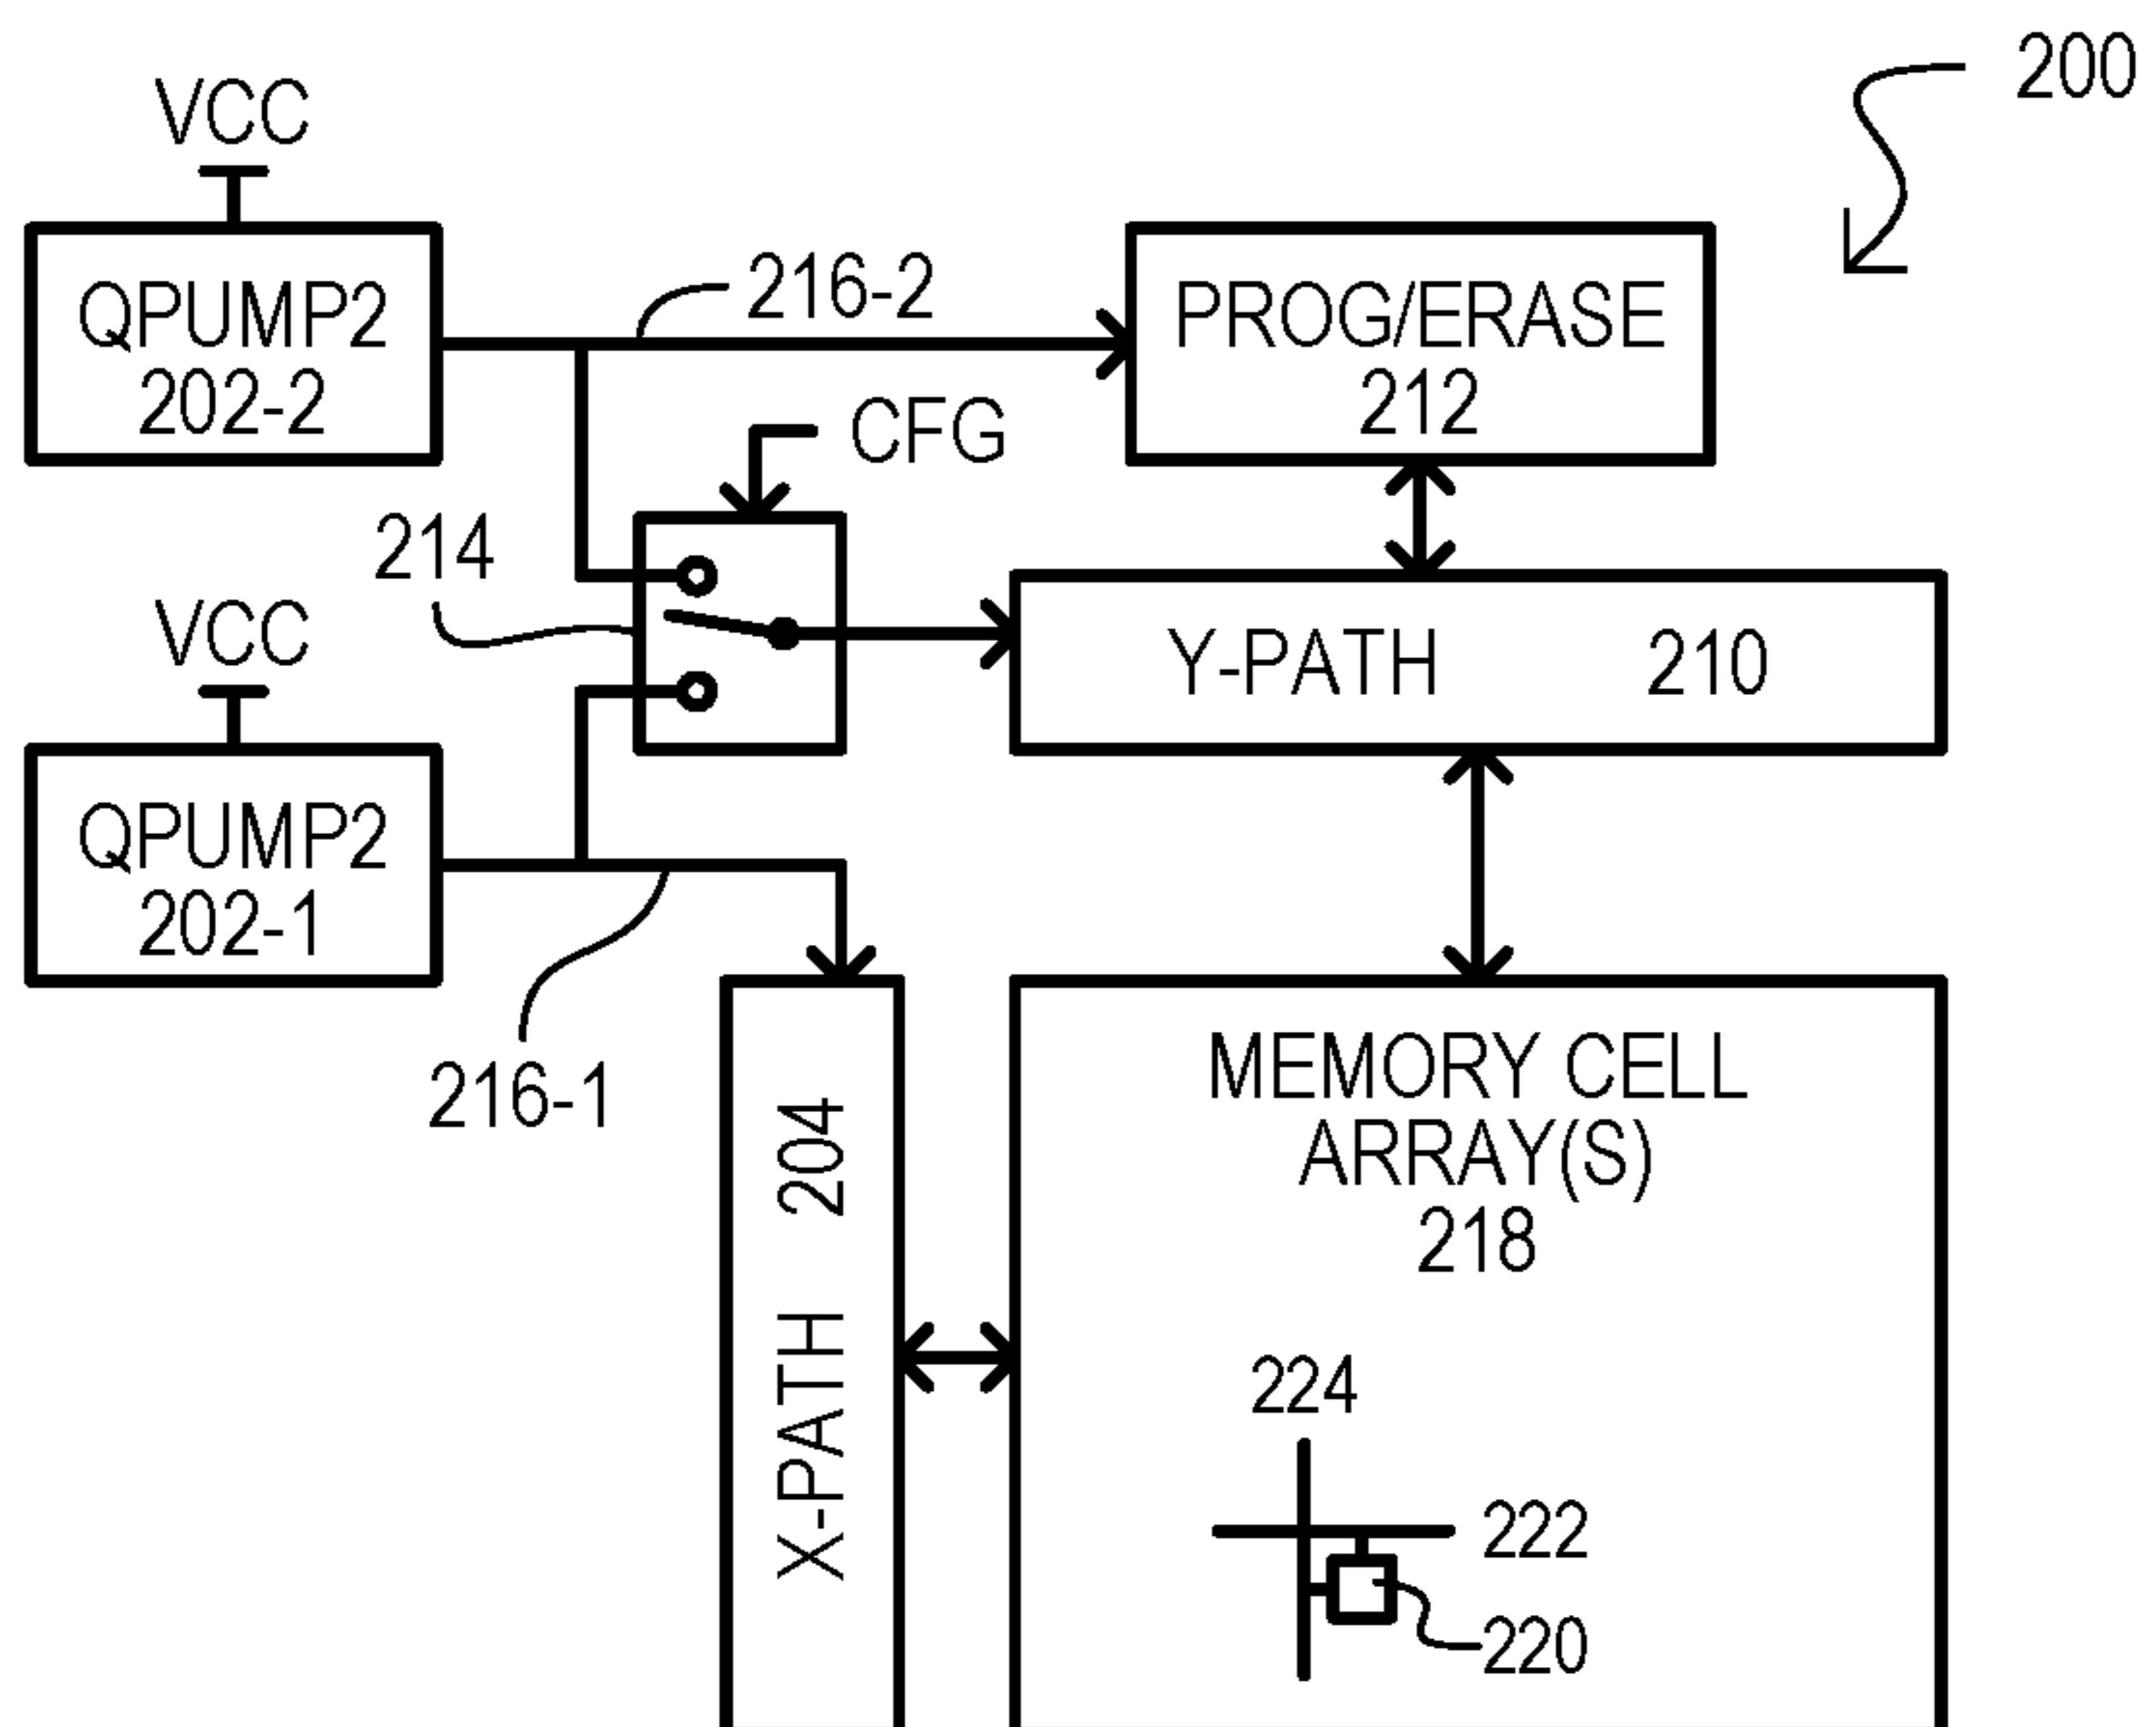 200
VCC
QPUMP2
202-2
216-2
PROG/ERASE
212
CFG
214
VCC
Y-PATH 210
QPUMP2
202-1
216-1
X-PATH 204
MEMORY CELL
ARRAY(S)
218
224
222
220